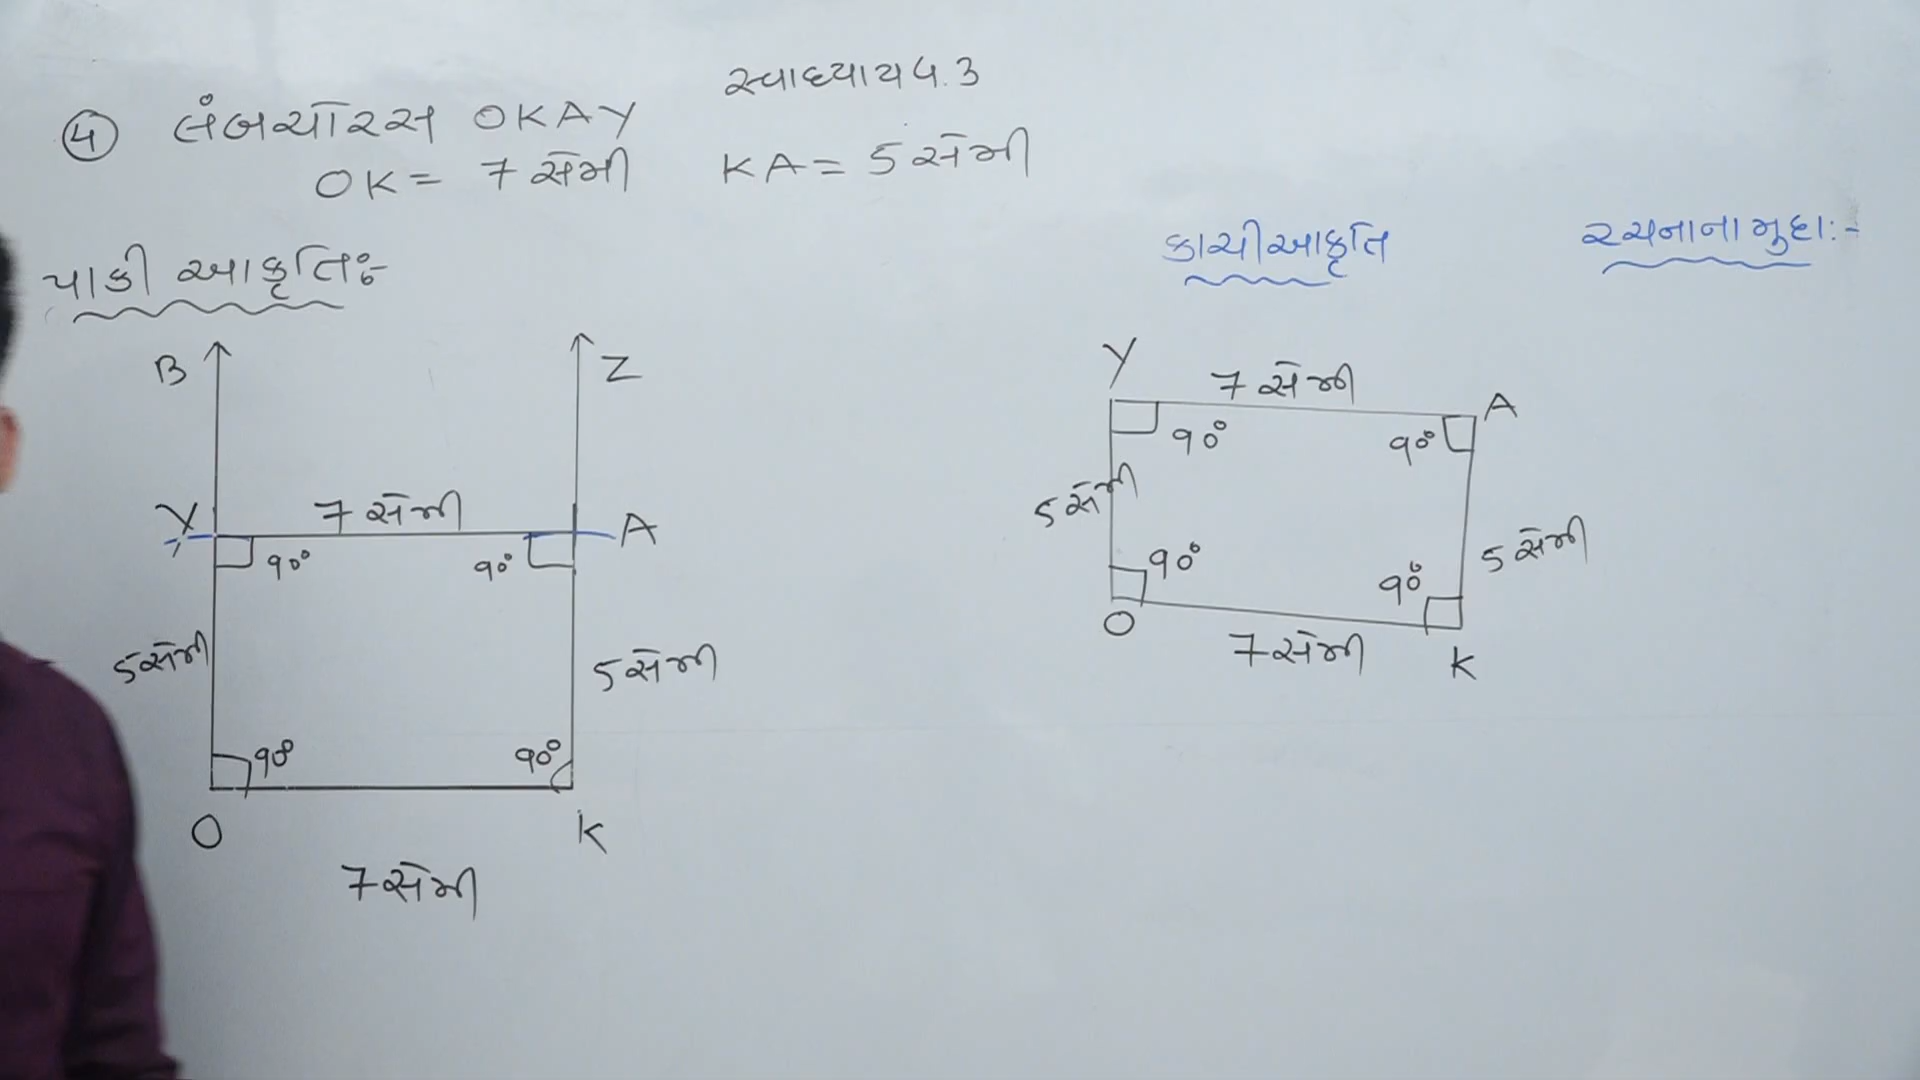 સ્વાધ્યાય 4.3
4 લંબચોરસ OKAY
OK = 7 સેમી KA = 5 સેમી
કાચી આકૃતિ
રચનાના મુદ્દા:-
પાકી આકૃતિ:-
B
Z
Y 7 સેમી A
90° 90°
5 સેમી
5 સેમી
90° 90°
O K
7 સેમી
Y 7 સેમી A
90° 90°
5 સેમી
5 સેમી
90° 90°
O 7 સેમી K